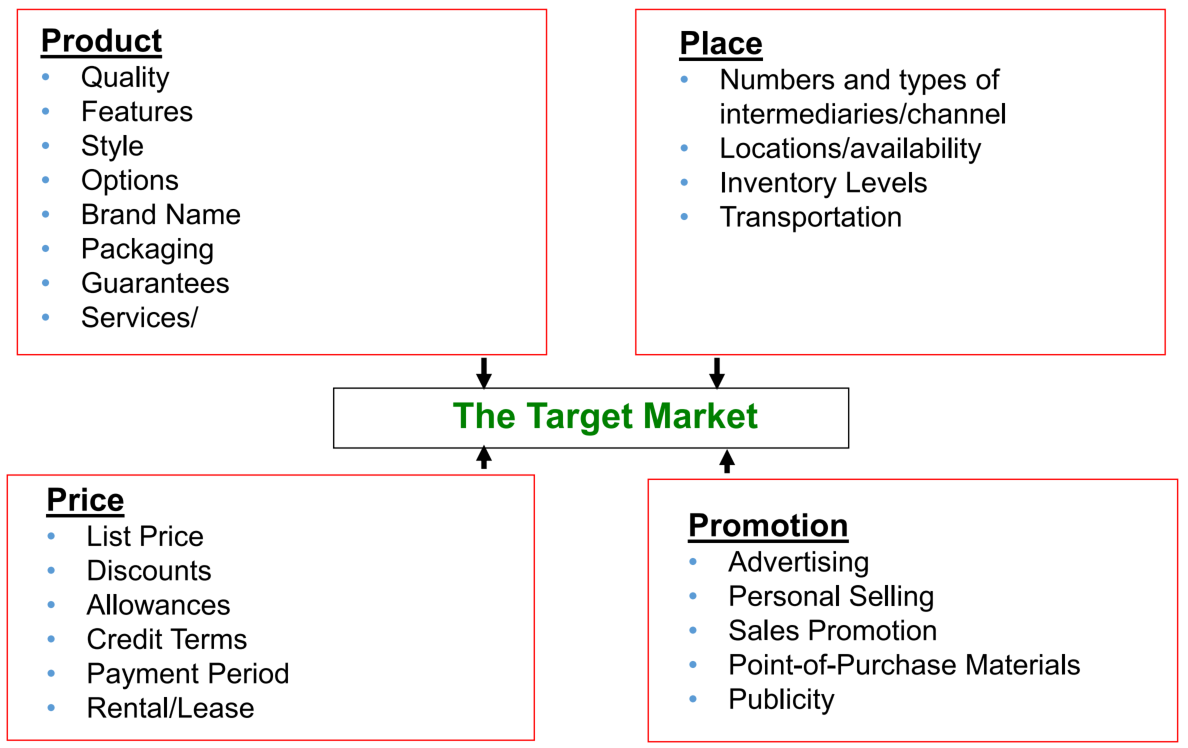 Product
• Quality
• Features
• Style
• Options
• Brand Name
• Packaging
• Guarantees
• Services/
Place
• Numbers and types of
intermediaries/channel
• Locations/availability
• Inventory Levels
• Transportation
The Target Market
Price
• List Price
• Discounts
• Allowances
• Credit Terms
• Payment Period
• Rental/Lease
Promotion
• Advertising
• Personal Selling
• Sales Promotion
• Point-of-Purchase Materials
• Publicity